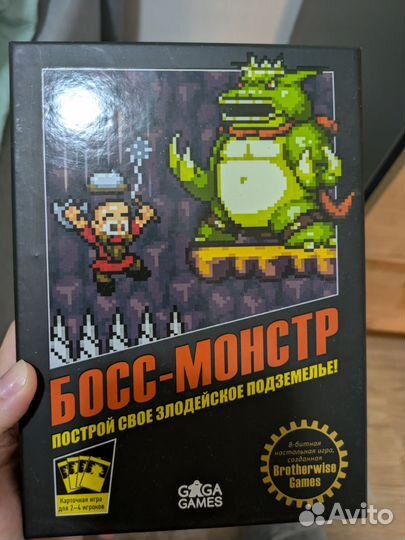 БОСС-МОНСТР
ПОСТРОЙ СВОЕ ЗЛОДЕЙСКОЕ ПОДЗЕМЕЛЬЕ!
8-битная
настольная игра,
созданная
Brotherwise
Games
Карточная игра
для 2–4 игроков
GAGA
GAMES
Avito